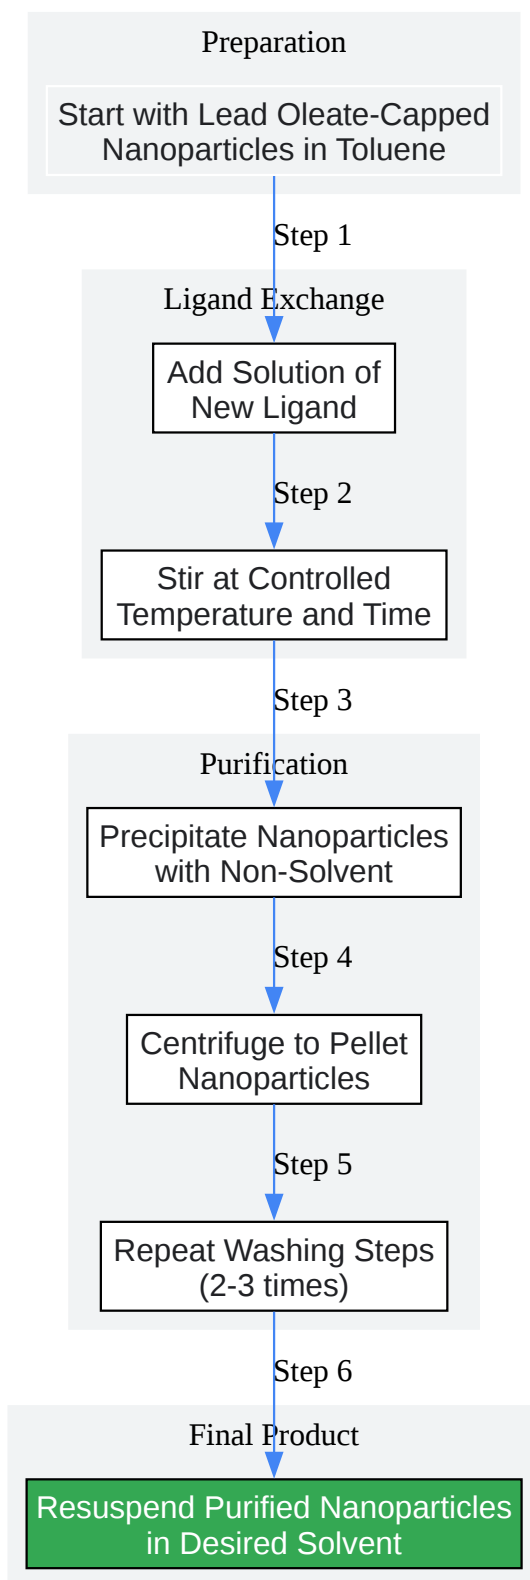 Preparation
Start with Lead Oleate-Capped
Nanoparticles in Toluene
Step 1
Ligand Exchange
Add Solution of
New Ligand
Step 2
Stir at Controlled
Temperature and Time
Step 3
Purification
Precipitate Nanoparticles
with Non-Solvent
Step 4
Centrifuge to Pellet
Nanoparticles
Step 5
Repeat Washing Steps
(2-3 times)
Step 6
Final Product
Resuspend Purified Nanoparticles
in Desired Solvent